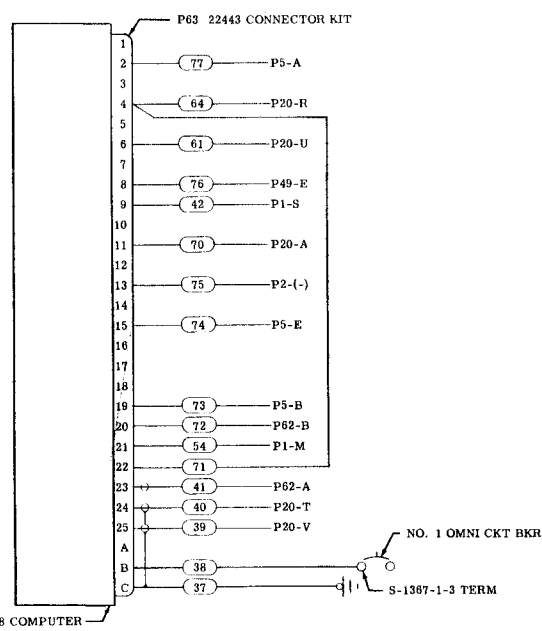 P63 22443 CONNECTOR KIT
1
2 77 P5-A
3
4 64 P20-R
5
6 61 P20-U
7
8 76 P49-E
9 42 P1-S
10
11 70 P20-A
12
13 75 P2-(-)
14
15 74 P5-E
16
17
18
19 73 P5-B
20 72 P62-B
21 54 P1-M
22 71
23 41 P62-A
24 40 P20-T
25 39 P20-V
NO. 1 OMNI CKT BKR
A
B 38
C 37 S-1367-1-3 TERM
8 COMPUTER